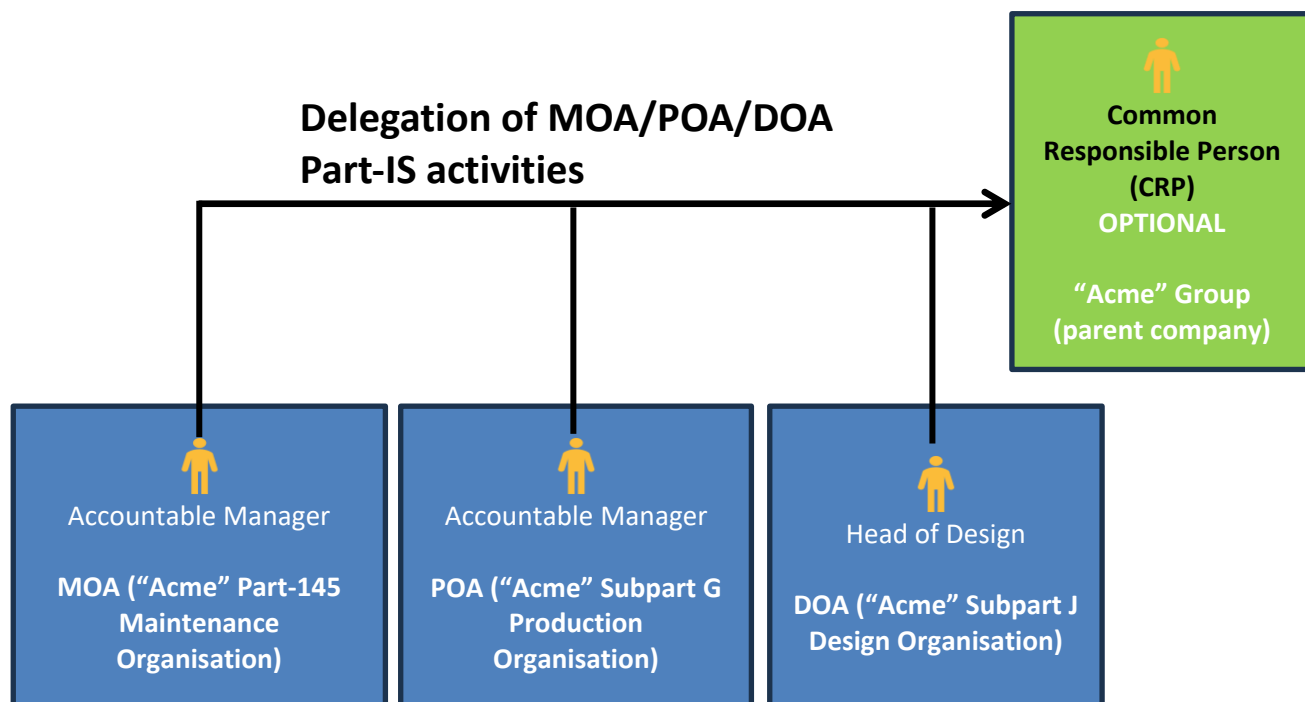 Delegation of MOA/POA/DOA
Part-IS activities
Common
Responsible Person
(CRP)
OPTIONAL
“Acme” Group
(parent company)
Accountable Manager
MOA (“Acme” Part-145
Maintenance
Organisation)
Accountable Manager
POA (“Acme” Subpart G
Production
Organisation)
Head of Design
DOA (“Acme” Subpart J
Design Organisation)